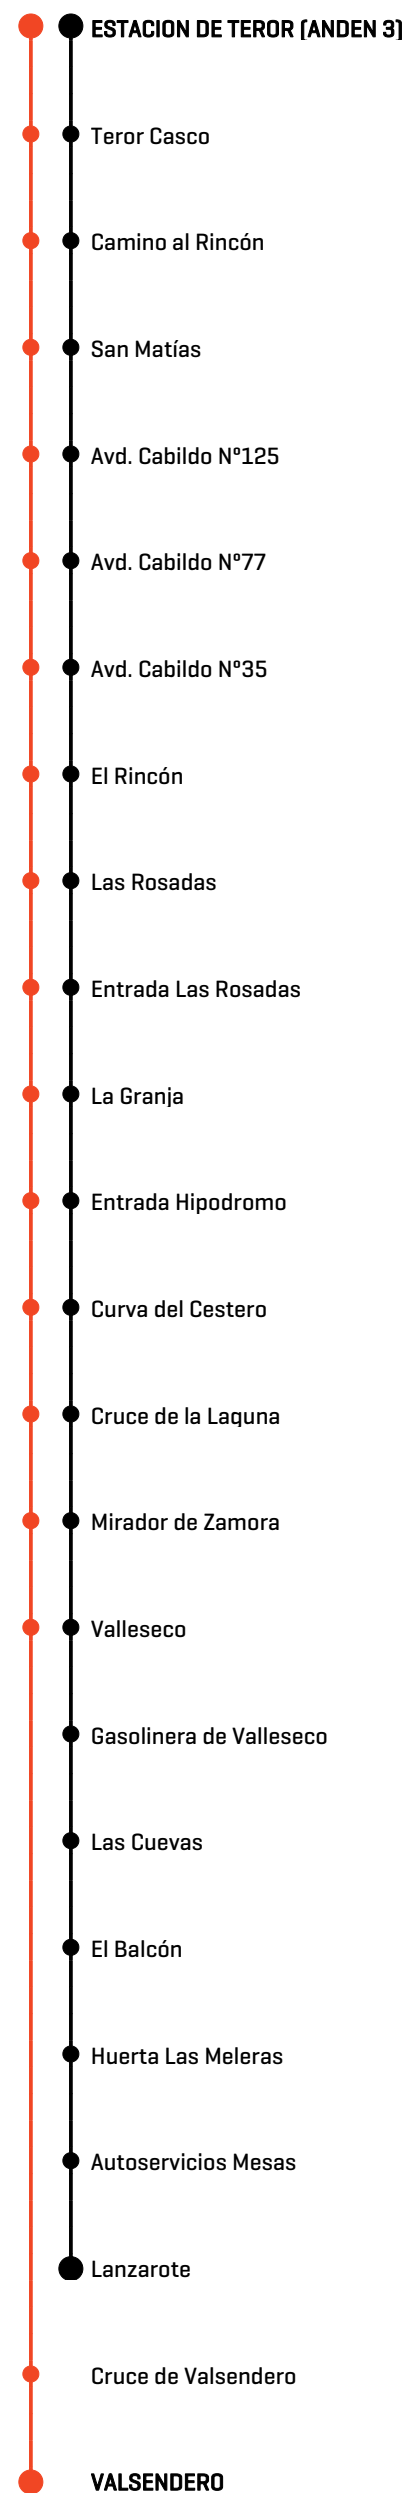 ESTACION DE TEROR (ANDEN 3)
Teror Casco
Camino al Rincón
San Matías
Avd. Cabildo Nº125
Avd. Cabildo Nº77
Avd. Cabildo Nº35
El Rincón
Las Rosadas
Entrada Las Rosadas
La Granja
Entrada Hipodromo
Curva del Cestero
Cruce de la Laguna
Mirador de Zamora
Valleseco
Gasolinera de Valleseco
Las Cuevas
El Balcón
Huerta Las Meleras
Autoservicios Mesas
Lanzarote
Cruce de Valsendero
VALSENDERO